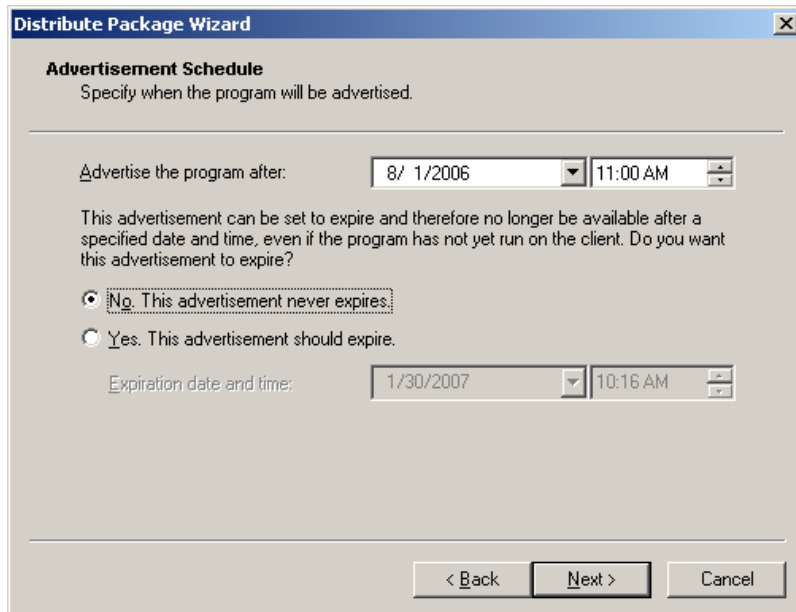 Distribute Package Wizard
Advertisement Schedule
Specify when the program will be advertised.
Advertise the program after: 8/ 1/2006 11:00 AM
This advertisement can be set to expire and therefore no longer be available after a
specified date and time, even if the program has not yet run on the client. Do you want
this advertisement to expire?
No. This advertisement never expires.
Yes. This advertisement should expire.
Expiration date and time: 1/30/2007 10:16 AM
< Back Next > Cancel